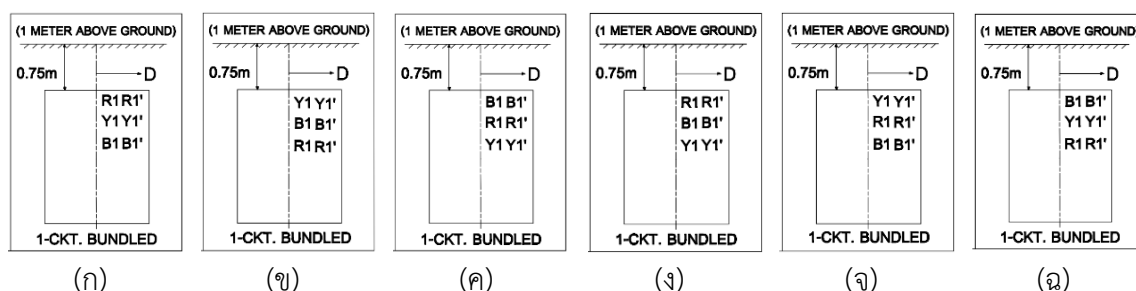 (1 METER ABOVE GROUND) (1 METER ABOVE GROUND) (1 METER ABOVE GROUND) (1 METER ABOVE GROUND) (1 METER ABOVE GROUND) (1 METER ABOVE GROUND)
0.75m D 0.75m D 0.75m D 0.75m D 0.75m D 0.75m D
R1 R1' Y1 Y1' B1 B1' R1 R1' Y1 Y1' B1 B1'
Y1 Y1' B1 B1' R1 R1' B1 B1' R1 R1' Y1 Y1'
B1 B1' R1 R1' Y1 Y1' Y1 Y1' B1 B1' R1 R1'
1-CKT. BUNDLED 1-CKT. BUNDLED 1-CKT. BUNDLED 1-CKT. BUNDLED 1-CKT. BUNDLED 1-CKT. BUNDLED
(ก) (ข) (ค) (ง) (จ) (ฉ)